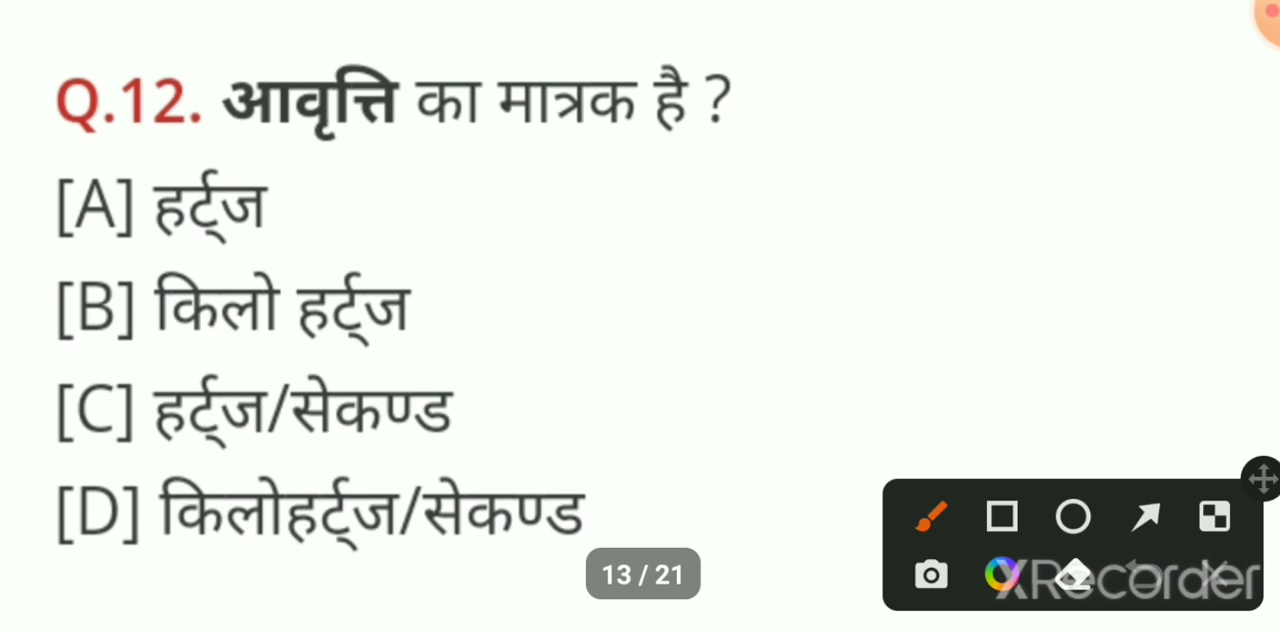 Q.12. आवृत्ति का मात्रक है ?
[A] हर्ट्ज
[B] किलो हर्ट्ज
[C] हर्ट्ज/सेकण्ड
[D] किलोहर्ट्ज/सेकण्ड
13 / 21
XRecorder